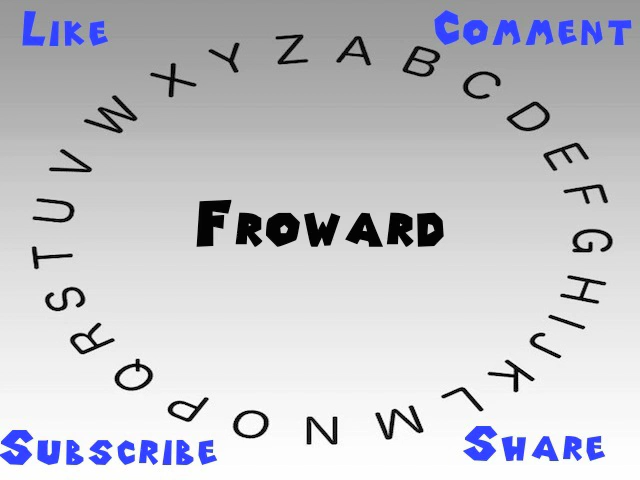 Like
Comment
A B C D E F G H I J K L M N O P Q R S T U V W X Y Z
Froward
Subscribe
Share